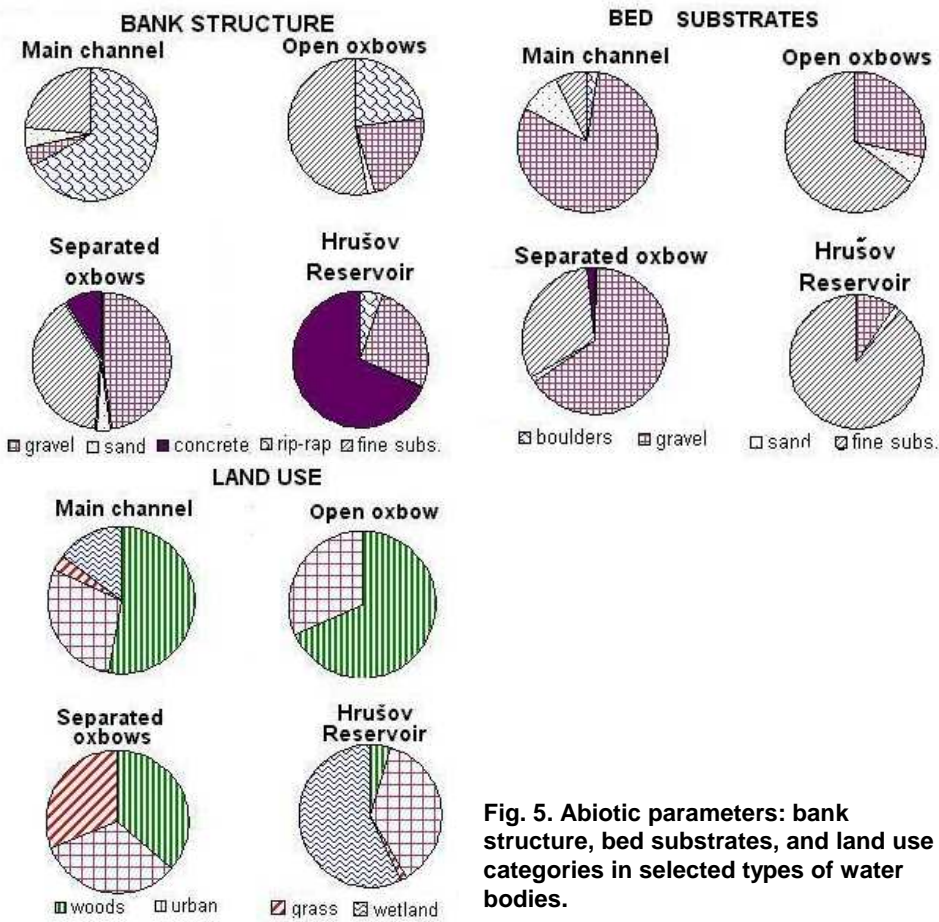 BANK STRUCTURE
Main channel
Open oxbows
Separated
oxbows
Hrušov
Reservoir
gravel sand concrete rip-rap fine subs.
BED SUBSTRATES
Main channel
Open oxbows
Separated oxbow
Hrušov
Reservoir
boulders gravel sand fine subs.
LAND USE
Main channel
Open oxbow
Separated
oxbows
Hrušov
Reservoir
woods urban grass wetland
Fig. 5. Abiotic parameters: bank
structure, bed substrates, and land use
categories in selected types of water
bodies.